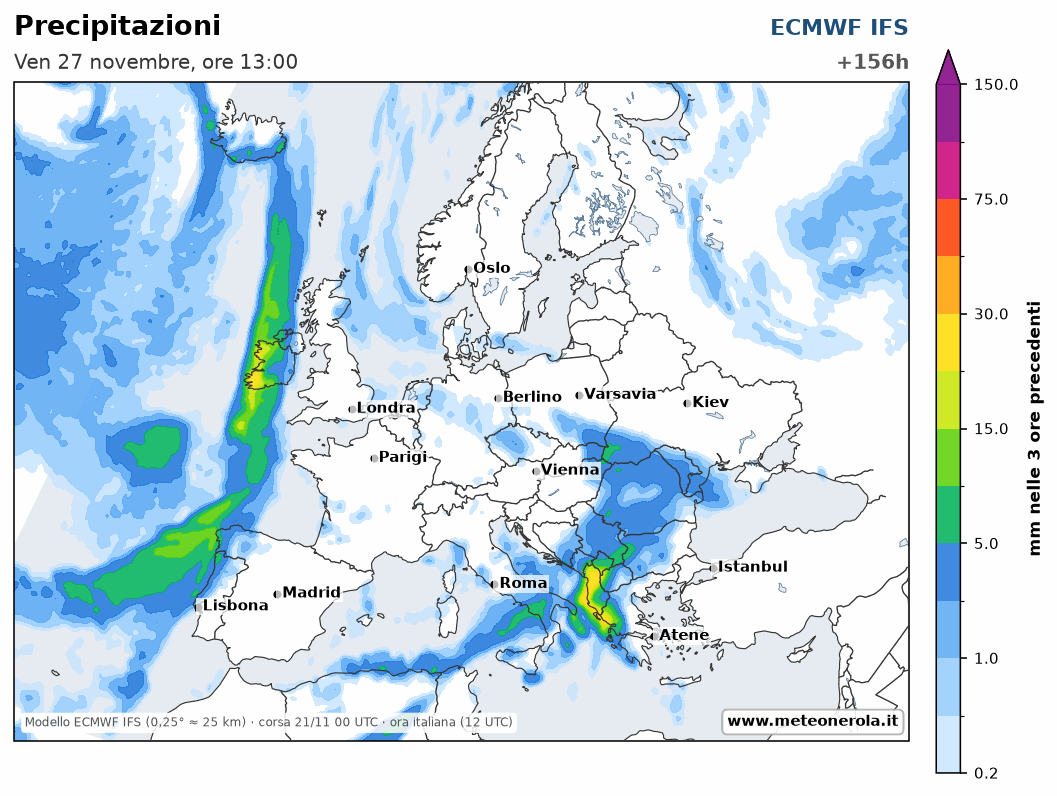 Precipitazioni
ECMWF IFS
Ven 27 novembre, ore 13:00
+156h
150.0
75.0
30.0
15.0
5.0
1.0
0.2
mm nelle 3 ore precedenti
Oslo
Berlino
Varsavia
Kiev
Londra
Parigi
Vienna
Istanbul
Roma
Madrid
Lisbona
Atene
Modello ECMWF IFS (0,25° ≈ 25 km) · corsa 21/11 00 UTC · ora italiana (12 UTC)
www.meteonerola.it